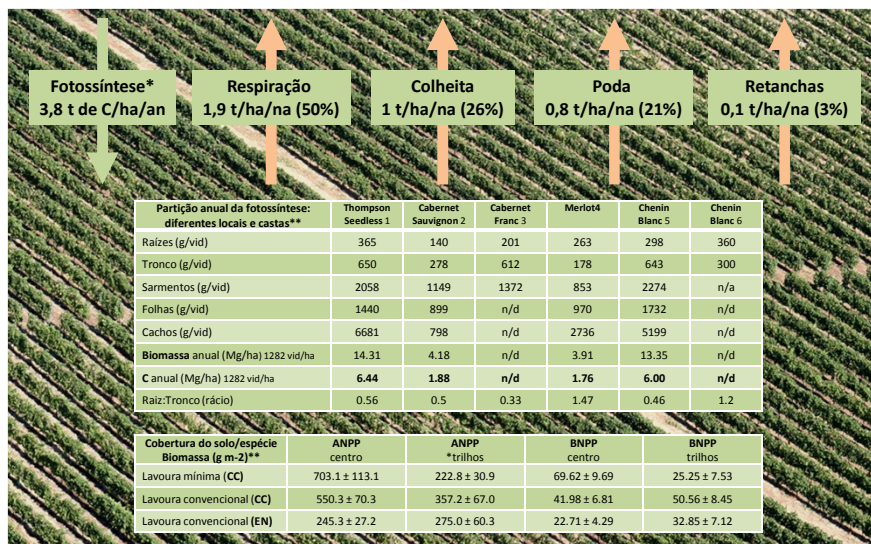 Fotossíntese*
3,8 t de C/ha/an
Respiração
1,9 t/ha/na (50%)
Colheita
1 t/ha/na (26%)
Poda
0,8 t/ha/na (21%)
Retanchas
0,1 t/ha/na (3%)
Partição anual da fotossíntese: diferentes locais e castas** Thompson Seedless 1 Cabernet Sauvignon 2 Cabernet Franc 3 Merlot4 Chenin Blanc 5 Chenin Blanc 6
Raízes (g/vid) 365 140 201 263 298 360
Tronco (g/vid) 650 278 612 178 643 300
Sarmentos (g/vid) 2058 1149 1372 853 2274 n/a
Folhas (g/vid) 1440 899 n/d 970 1732 n/d
Cachos (g/vid) 6681 798 n/d 2736 5199 n/d
Biomassa anual (Mg/ha) 1282 vid/ha 14.31 4.18 n/d 3.91 13.35 n/d
C anual (Mg/ha) 1282 vid/ha 6.44 1.88 n/d 1.76 6.00 n/d
Raiz:Tronco (rácio) 0.56 0.5 0.33 1.47 0.46 1.2
Cobertura do solo/espécie Biomassa (g m-2)** ANPP centro ANPP *trilhos BNPP centro BNPP trilhos
Lavoura mínima (CC) 703.1 ± 113.1 222.8 ± 30.9 69.62 ± 9.69 25.25 ± 7.53
Lavoura convencional (CC) 550.3 ± 70.3 357.2 ± 67.0 41.98 ± 6.81 50.56 ± 8.45
Lavoura convencional (EN) 245.3 ± 27.2 275.0 ± 60.3 22.71 ± 4.29 32.85 ± 7.12